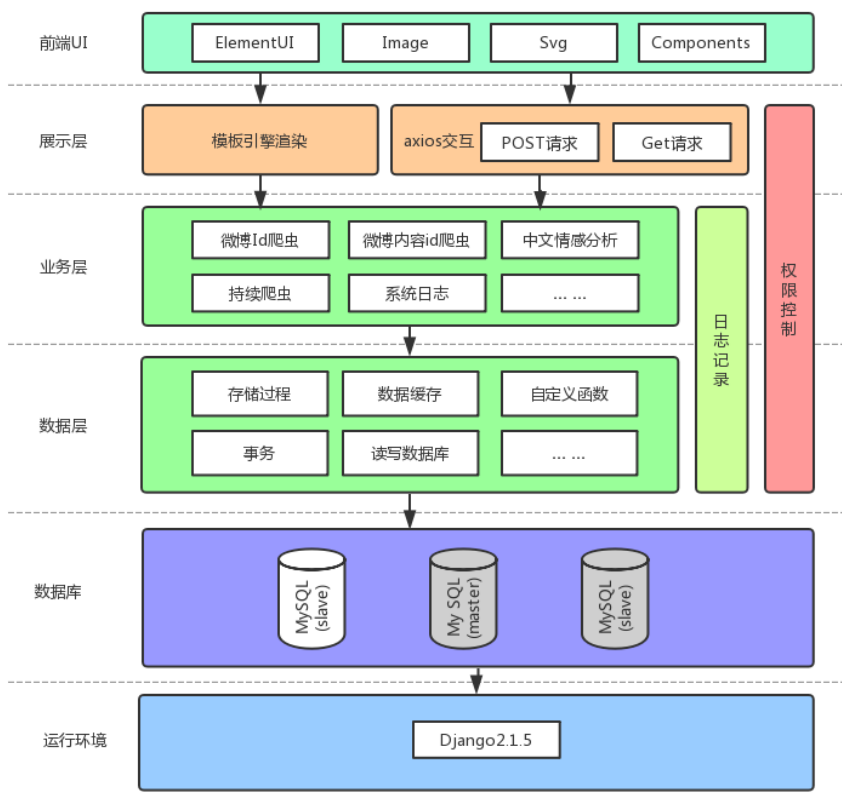 前端UI
ElementUI
Image
Svg
Components
展示层
模板引擎渲染
axios交互
POST请求
Get请求
业务层
微博Id爬虫
微博内容id爬虫
中文情感分析
持续爬虫
系统日志
... ...
日志记录
权限控制
数据层
存储过程
数据缓存
自定义函数
事务
读写数据库
... ...
数据库
MySQL
(slave)
My SQL
(master)
MySQL
(slave)
运行环境
Django2.1.5